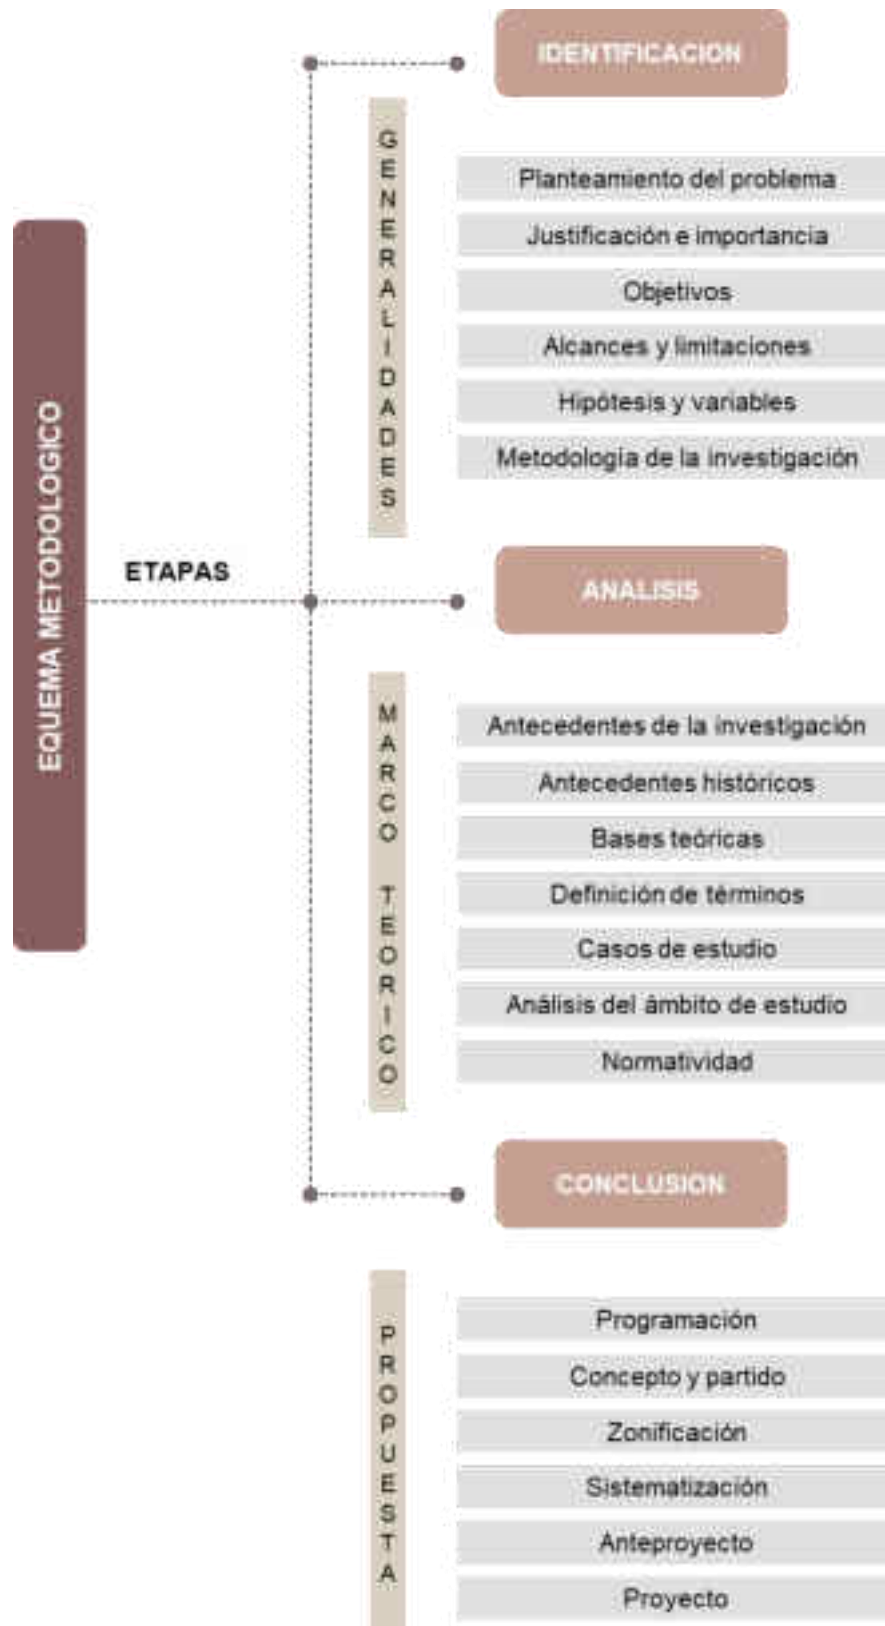 EQUEMA METODOLOGICO
ETAPAS
IDENTIFICACION
GENERALIDADES
Planteamiento del problema
Justificación e importancia
Objetivos
Alcances y limitaciones
Hipótesis y variables
Metodología de la investigación
ANALISIS
MARCO TEORICO
Antecedentes de la investigación
Antecedentes históricos
Bases teóricas
Definición de términos
Casos de estudio
Análisis del ámbito de estudio
Normatividad
CONCLUSION
PROPUESTA
Programación
Concepto y partido
Zonificación
Sistematización
Anteproyecto
Proyecto